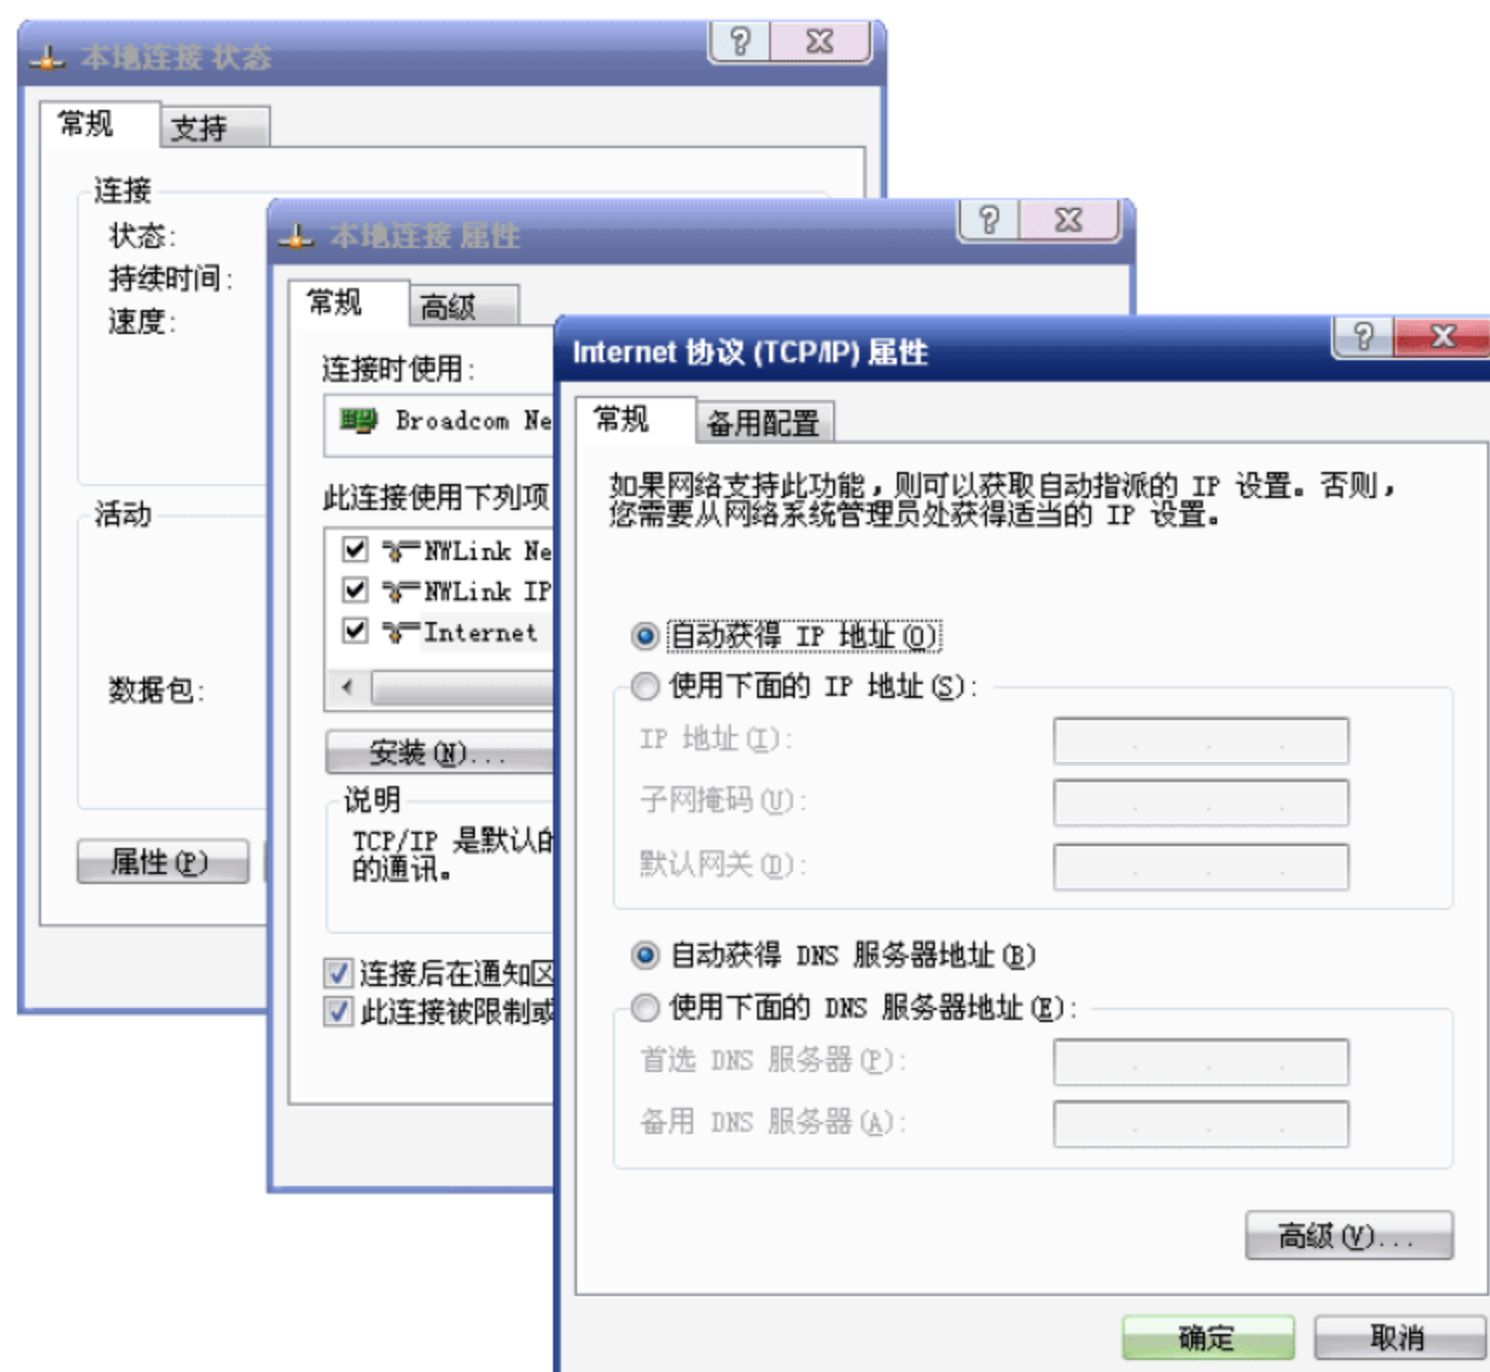 本地连接 状态
常规
支持
连接
状态:
持续时间:
速度:
活动
数据包:
属性(P)
本地连接 属性
常规
高级
连接时使用:
Broadcom Ne
此连接使用下列项
NWLink Ne
NWLink IP
Internet
安装(N)...
说明
TCP/IP 是默认的
的通讯。
连接后在通知区
此连接被限制或
Internet 协议 (TCP/IP) 属性
常规
备用配置
如果网络支持此功能，则可以获取自动指派的 IP 设置。否则，
您需要从网络系统管理员处获得适当的 IP 设置。
自动获得 IP 地址(O)
使用下面的 IP 地址(S):
IP 地址(I):
子网掩码(U):
默认网关(D):
自动获得 DNS 服务器地址(B)
使用下面的 DNS 服务器地址(E):
首选 DNS 服务器(P):
备用 DNS 服务器(A):
高级(V)...
确定
取消